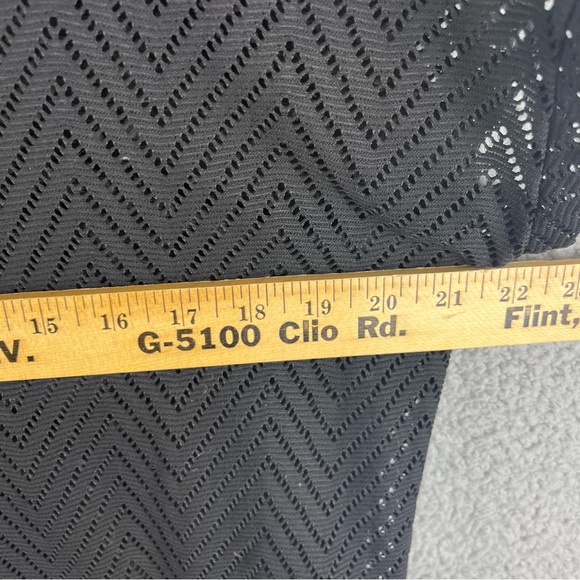 15 16 17 18 19 20 21 22
V. G-5100 Clio Rd. Flint,